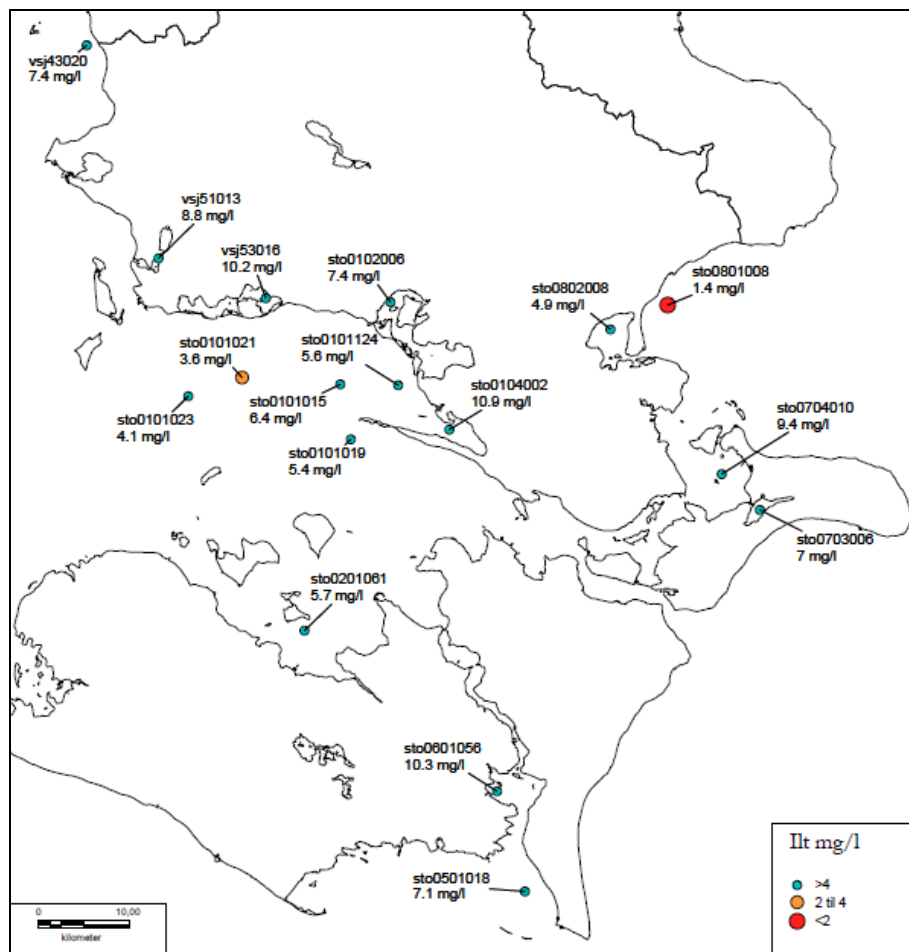 vsj43020
7.4 mg/l
vsj51013
8.8 mg/l
vsj53016
10.2 mg/l
sto0102006
7.4 mg/l
sto0802008
4.9 mg/l
sto0801008
1.4 mg/l
sto0101021
3.6 mg/l
sto0101124
5.6 mg/l
sto0101023
4.1 mg/l
sto0101015
6.4 mg/l
sto0104002
10.9 mg/l
sto0704010
9.4 mg/l
sto0101019
5.4 mg/l
sto0703006
7 mg/l
sto0201061
5.7 mg/l
sto0601056
10.3 mg/l
sto0501018
7.1 mg/l
Ilt mg/l
>4
2 til 4
<2
0 10,00
kilometer